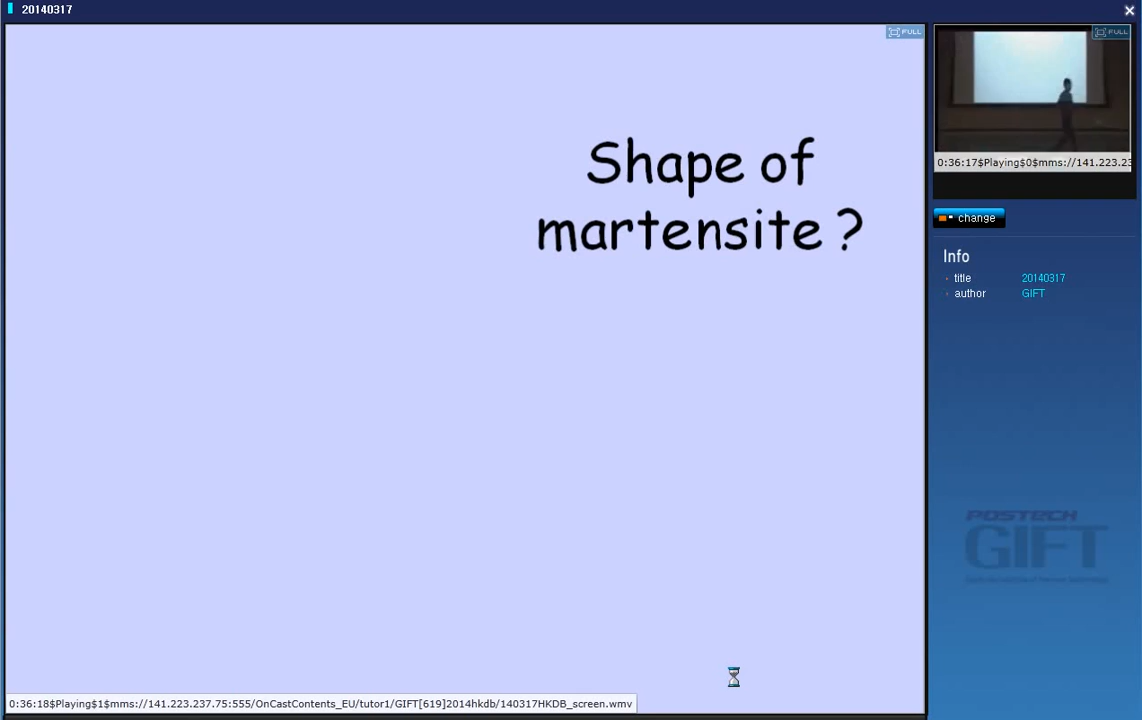 20140317
FULL
FULL
Shape of
martensite ?
0:36:17$Playing$0$mms://141.223.23
change
Info
title 20140317
author GIFT
POSTECH
GIFT
0:36:18$Playing$1$mms://141.223.237.75:555/OnCastContents_EU/tutor1/GIFT[619]2014hkdb/140317HKDB_screen.wmv